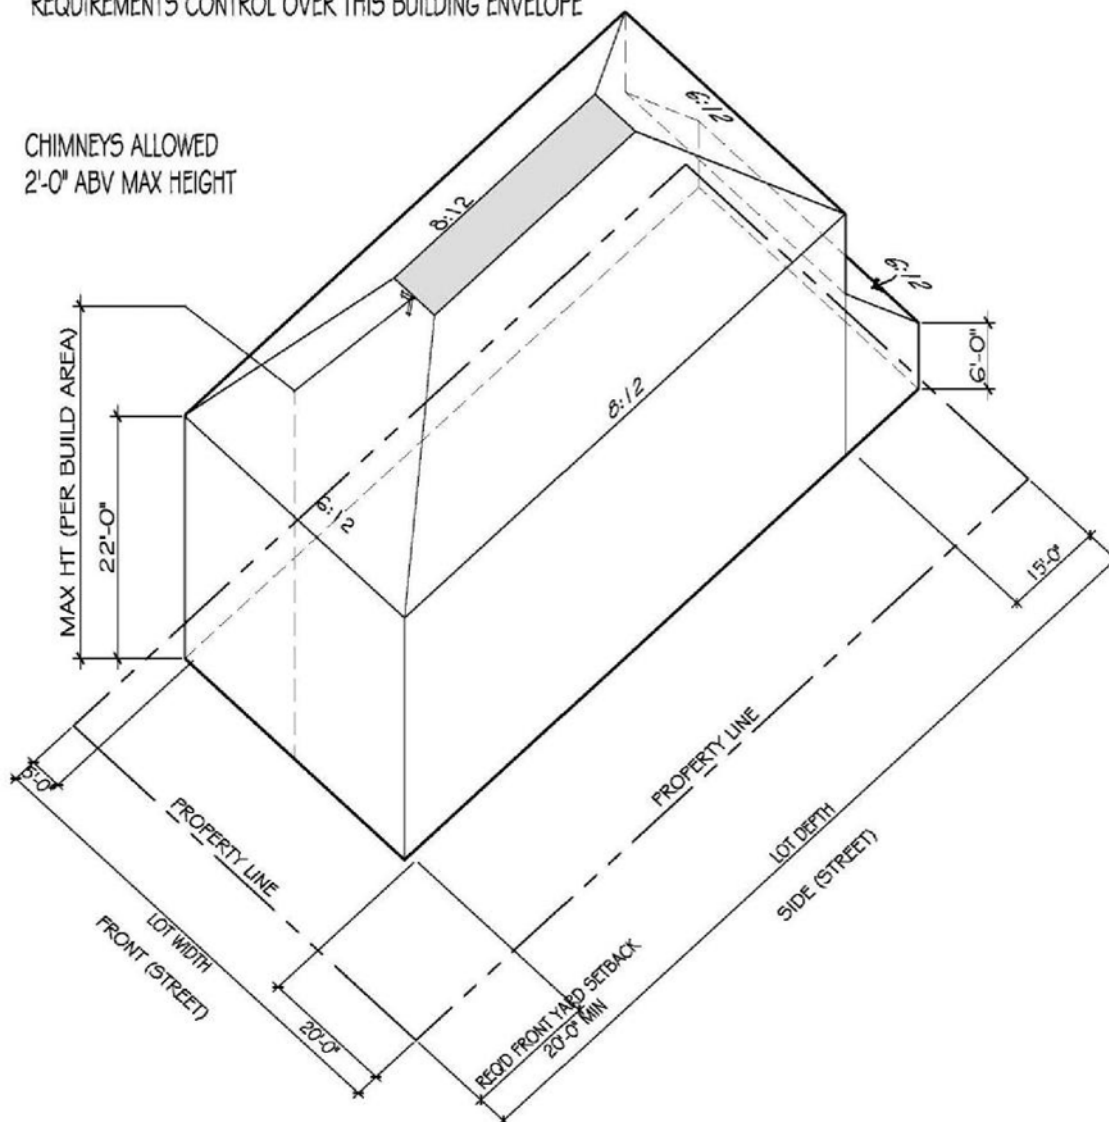 REQUIREMENTS CONTROL OVER THIS BUILDING ENVELOPE
CHIMNEYS ALLOWED
2'-0" ABV MAX HEIGHT
6:12
8:12
6:12
MAX HT (PER BUILD AREA)
22'-0"
8:12
6'-0"
6:12
15'-0"
5'-0"
PROPERTY LINE
PROPERTY LINE
LOT WIDTH
FRONT (STREET)
LOT DEPTH
SIDE (STREET)
20'-0"
REQ'D FRONT YARD SETBACK
20'-0" MIN